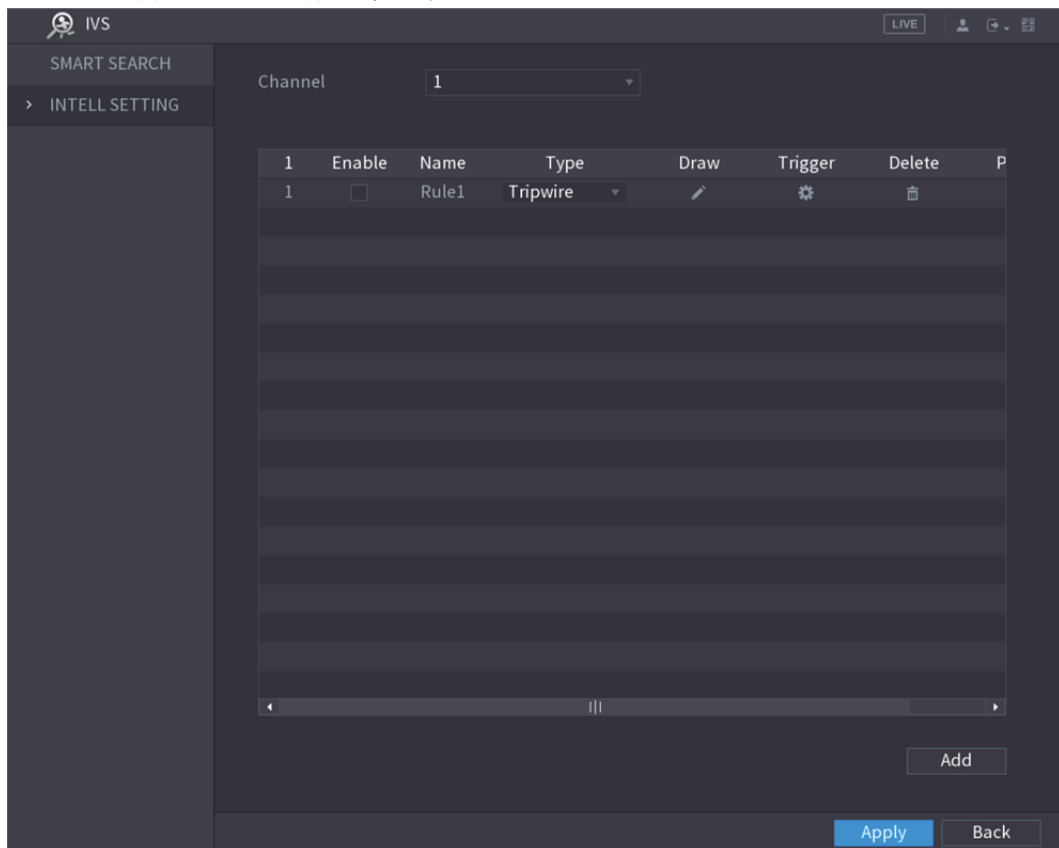 IVS LIVE
SMART SEARCH
Channel 1
> INTELL SETTING
1 Enable Name Type Draw Trigger Delete P
1 Rule1 Tripwire
Add
Apply Back